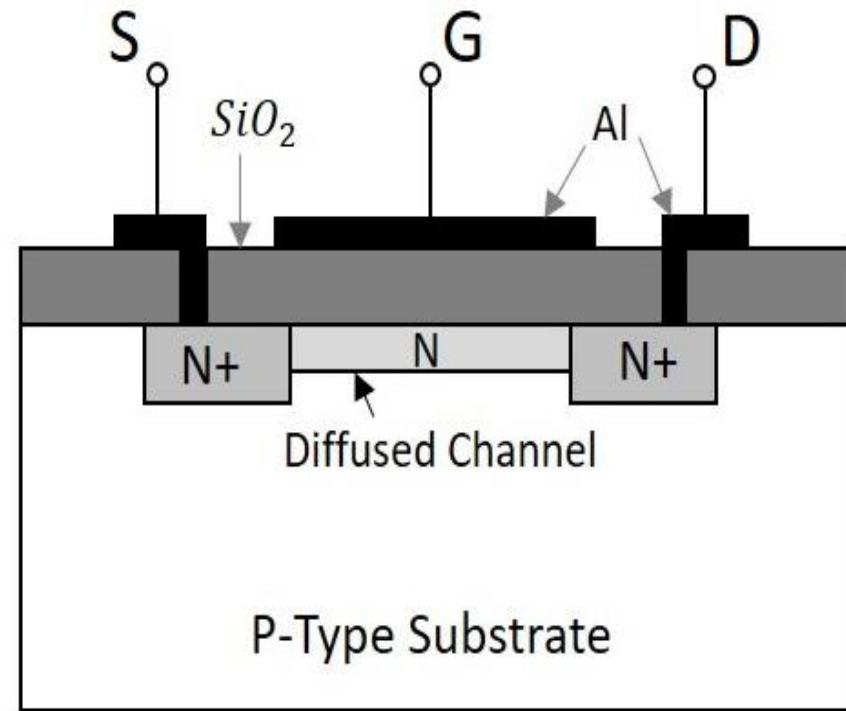 S
G
D
SiO₂
Al
N+
N
N+
Diffused Channel
P-Type Substrate